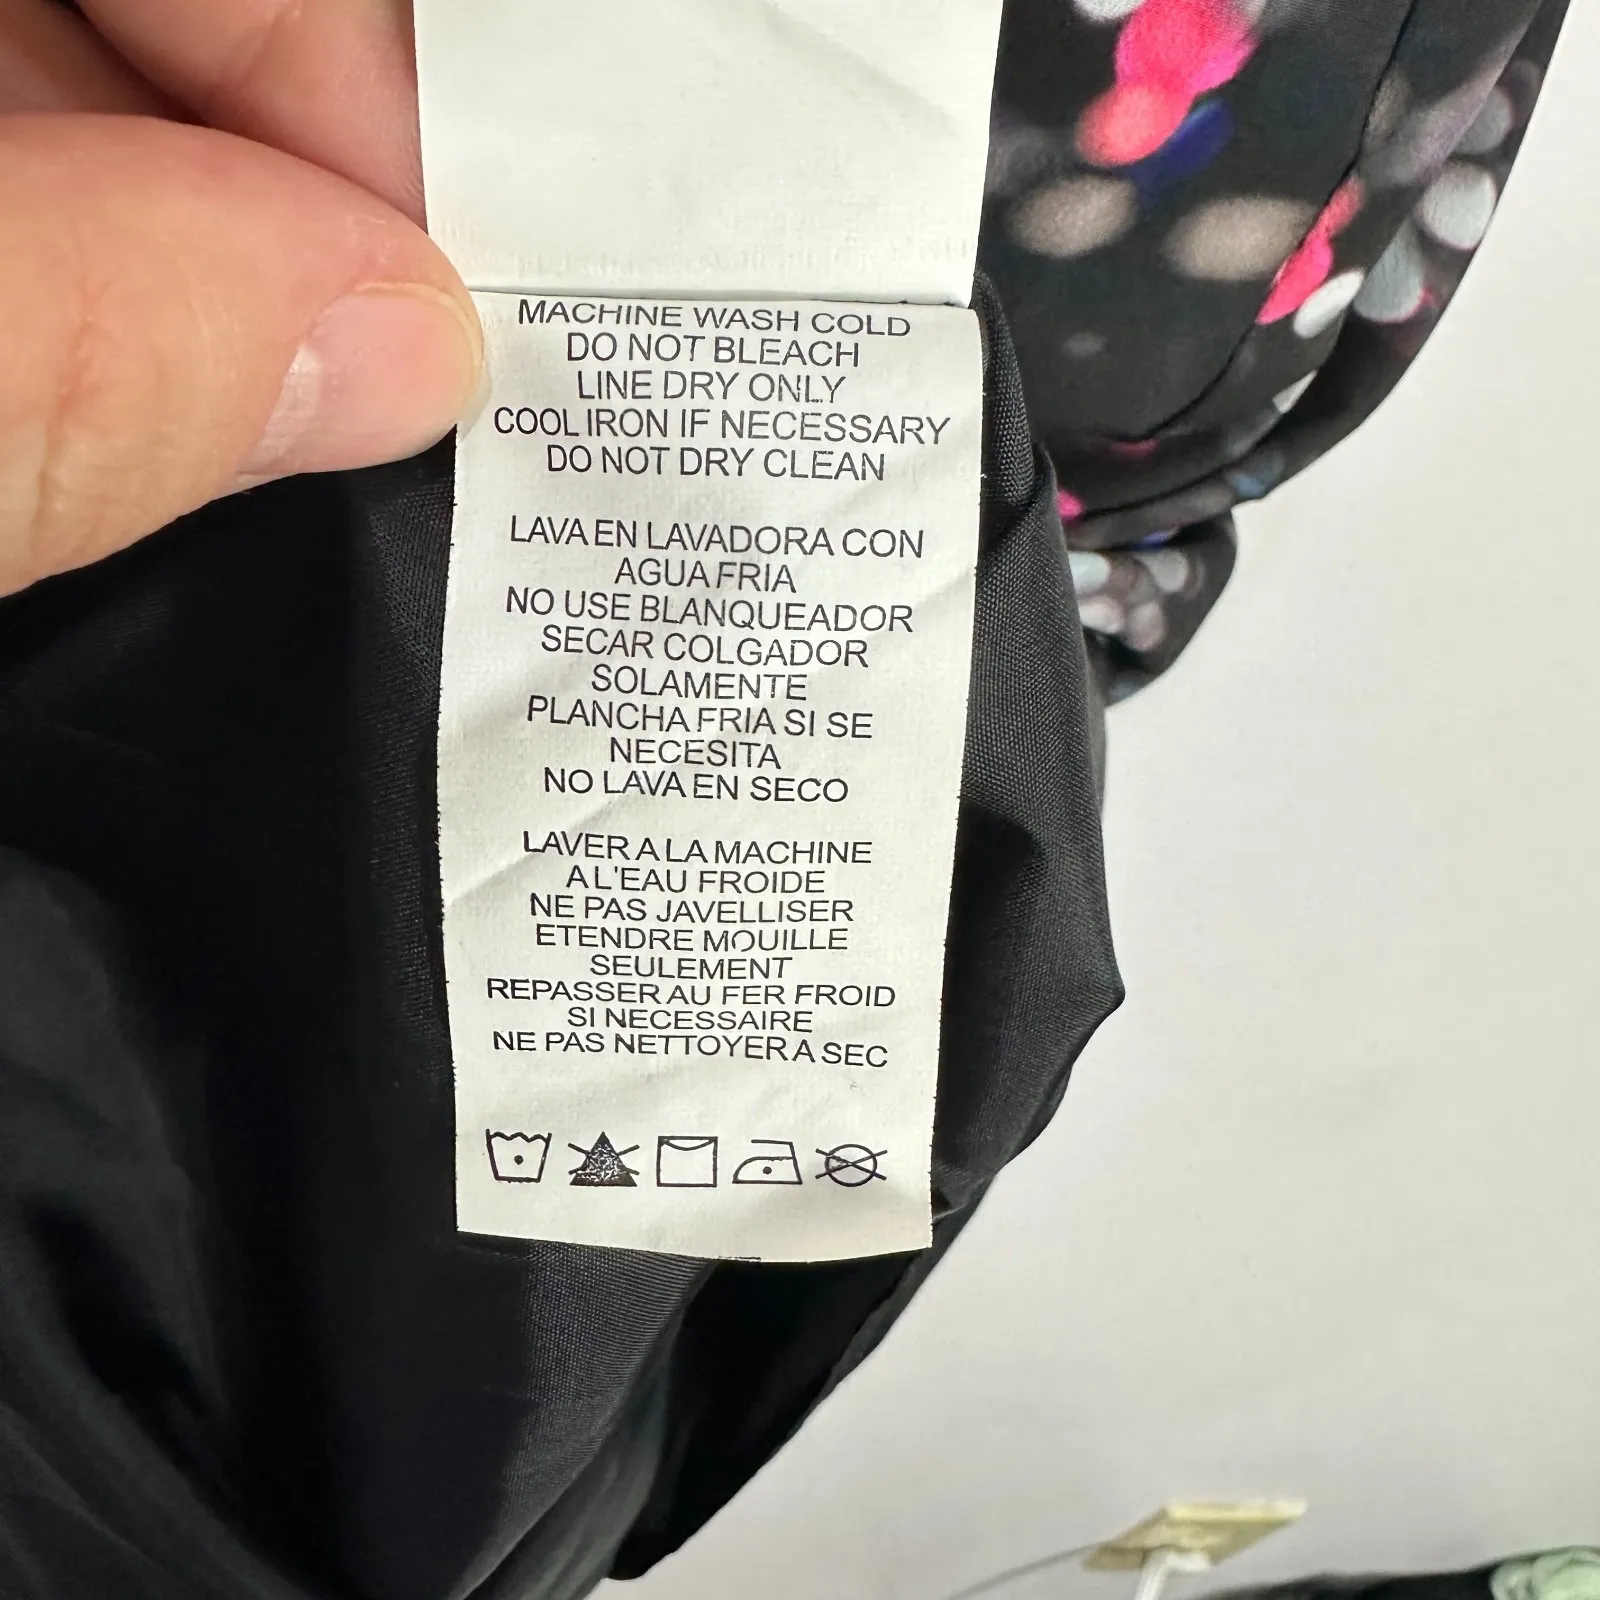 MACHINE WASH COLD
DO NOT BLEACH
LINE DRY ONLY
COOL IRON IF NECESSARY
DO NOT DRY CLEAN
LAVA EN LAVADORA CON
AGUA FRIA
NO USE BLANQUEADOR
SECAR COLGADOR
SOLAMENTE
PLANCHA FRIA SI SE
NECESITA
NO LAVA EN SECO
LAVER A LA MACHINE
A L'EAU FROIDE
NE PAS JAVELLISER
ETENDRE MOUILLE
SEULEMENT
REPASSER AU FER FROID
SI NECESSAIRE
NE PAS NETTOYER A SEC